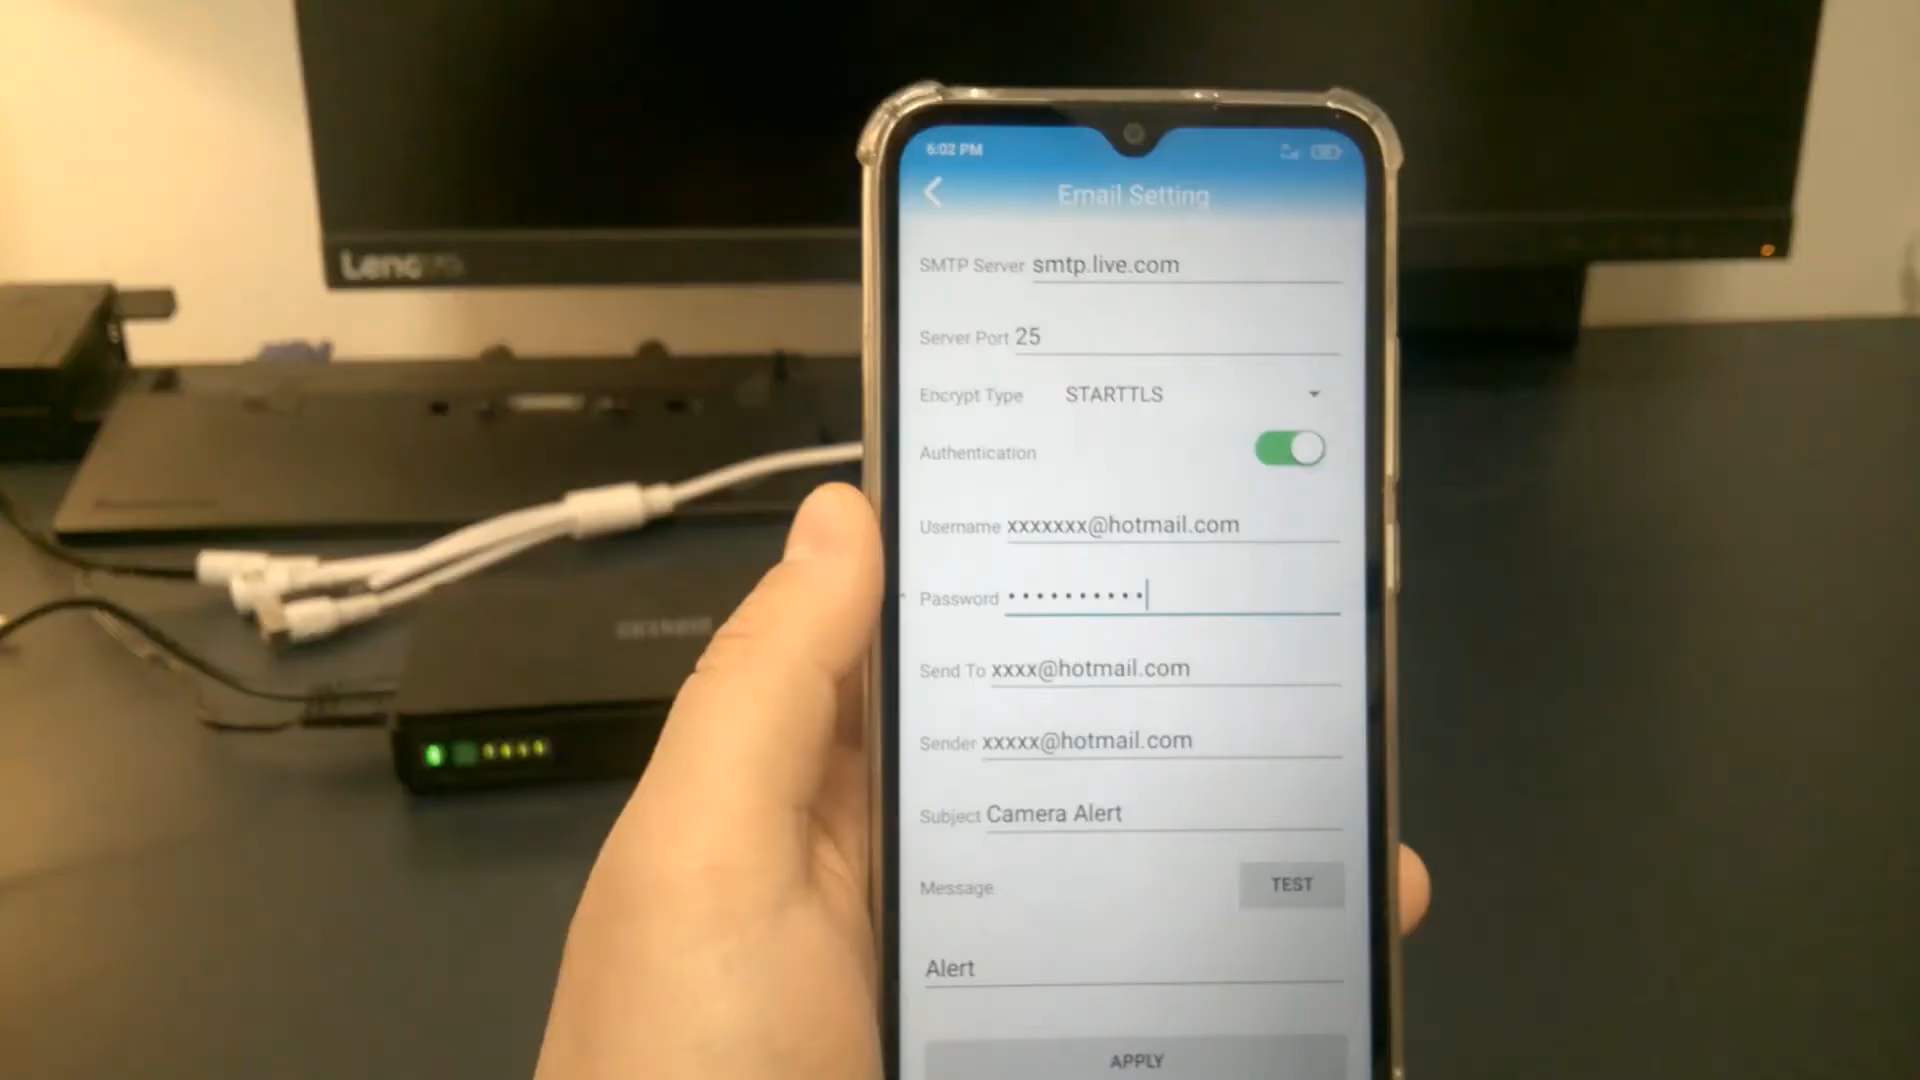 Lenovo
6:02 PM
Email Setting
SMTP Server smtp.live.com
Server Port 25
Encrypt Type STARTTLS
Authentication
Username xxxxxxx@hotmail.com
Password ••••••••••
Send To xxxx@hotmail.com
Sender xxxxx@hotmail.com
Subject Camera Alert
Message
TEST
Alert
APPLY